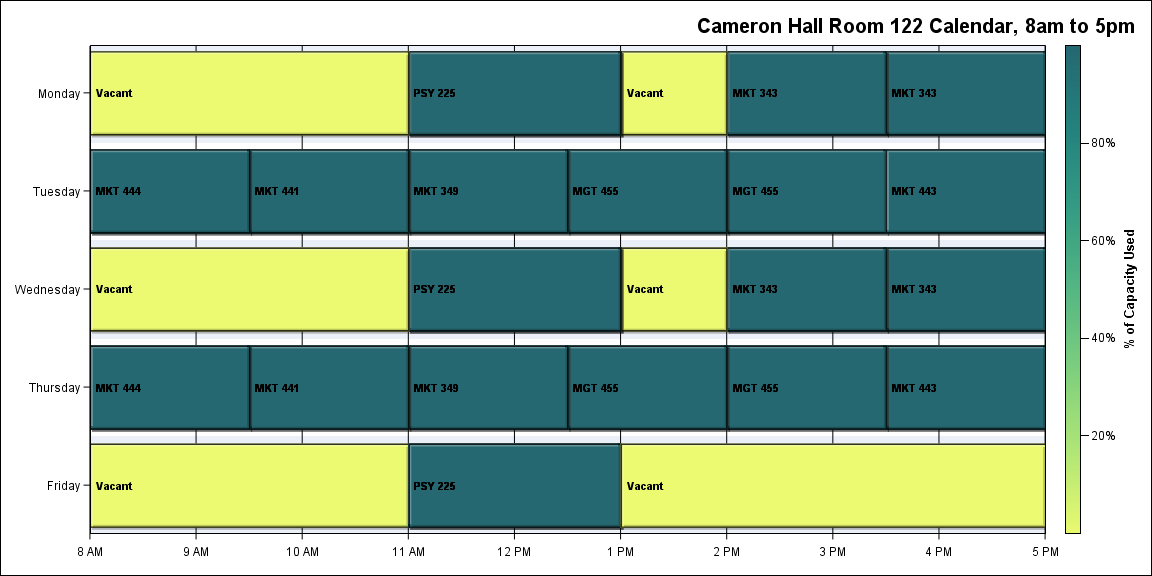 Cameron Hall Room 122 Calendar, 8am to 5pm
Monday
Vacant
PSY 225
Vacant
MKT 343
MKT 343
Tuesday
MKT 444
MKT 441
MKT 349
MGT 455
MGT 455
MKT 443
Wednesday
Vacant
PSY 225
Vacant
MKT 343
MKT 343
Thursday
MKT 444
MKT 441
MKT 349
MGT 455
MGT 455
MKT 443
Friday
Vacant
PSY 225
Vacant
8 AM
9 AM
10 AM
11 AM
12 PM
1 PM
2 PM
3 PM
4 PM
5 PM
80%
60%
40%
20%
% of Capacity Used